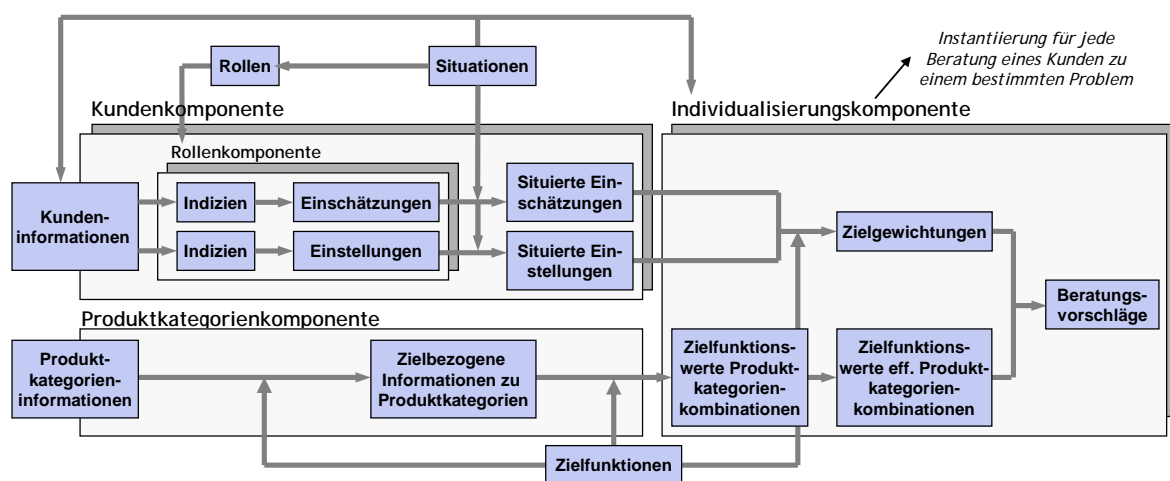 Instantiierung für jede
Beratung eines Kunden zu
einem bestimmten Problem
Rollen
Situationen
Kundenkomponente
Individualisierungskomponente
Rollenkomponente
Kunden-
informationen
Indizien
Einschätzungen
Situierte Ein-
schätzungen
Indizien
Einstellungen
Situierte Ein-
stellungen
Zielgewichtungen
Beratungs-
vorschläge
Produktkategorienkomponente
Produkt-
kategorien-
informationen
Zielbezogene
Informationen zu
Produktkategorien
Zielfunktions-
werte Produkt-
kategorien-
kombinationen
Zielfunktions-
werte eff. Produkt-
kategorien-
kombinationen
Zielfunktionen